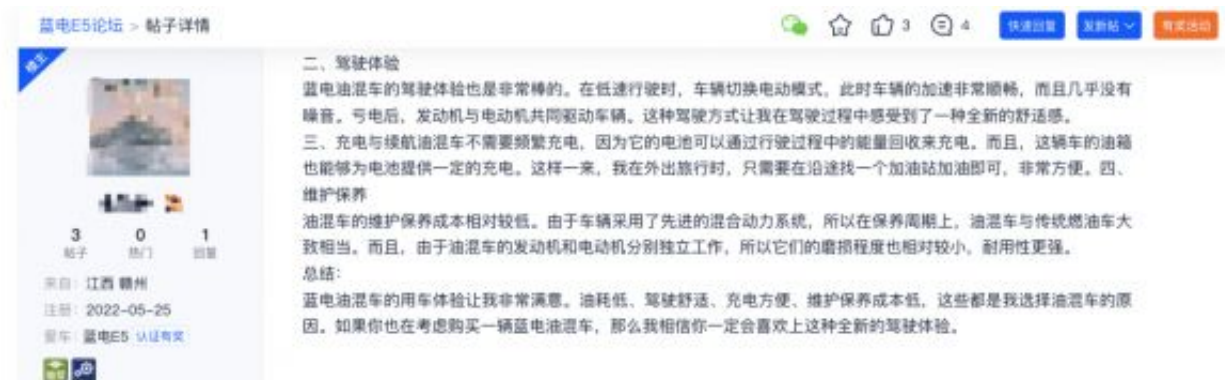 蓝电E5论坛 > 帖子详情
3
4
快速回复
发新帖
有奖活动
楼主
3
0
1
帖子
热门
回复
来自: 江西 赣州
注册: 2022-05-25
爱车: 蓝电E5 认证有奖
二、驾驶体验
蓝电油混车的驾驶体验也是非常棒的。在低速行驶时，车辆切换电动模式，此时车辆的加速非常顺畅，而且几乎没有
噪音。亏电后，发动机与电动机共同驱动车辆。这种驾驶方式让我在驾驶过程中感受到了一种全新的舒适感。
三、充电与续航油混车不需要频繁充电，因为它的电池可以通过行驶过程中的能量回收来充电。而且，这辆车的油箱
也能够为电池提供一定的充电。这样一来，我在外出旅行时，只需要在沿途找一个加油站加油即可，非常方便。四、
维护保养
油混车的维护保养成本相对较低。由于车辆采用了先进的混合动力系统，所以在保养周期上，油混车与传统燃油车大
致相当。而且，由于油混车的发动机和电动机分别独立工作，所以它们的磨损程度也相对较小，耐用性更强。
总结：
蓝电油混车的用车体验让我非常满意。油耗低、驾驶舒适、充电方便、维护保养成本低，这些都是我选择油混车的原
因。如果你也在考虑购买一辆蓝电油混车，那么我相信你一定会喜欢上这种全新的驾驶体验。